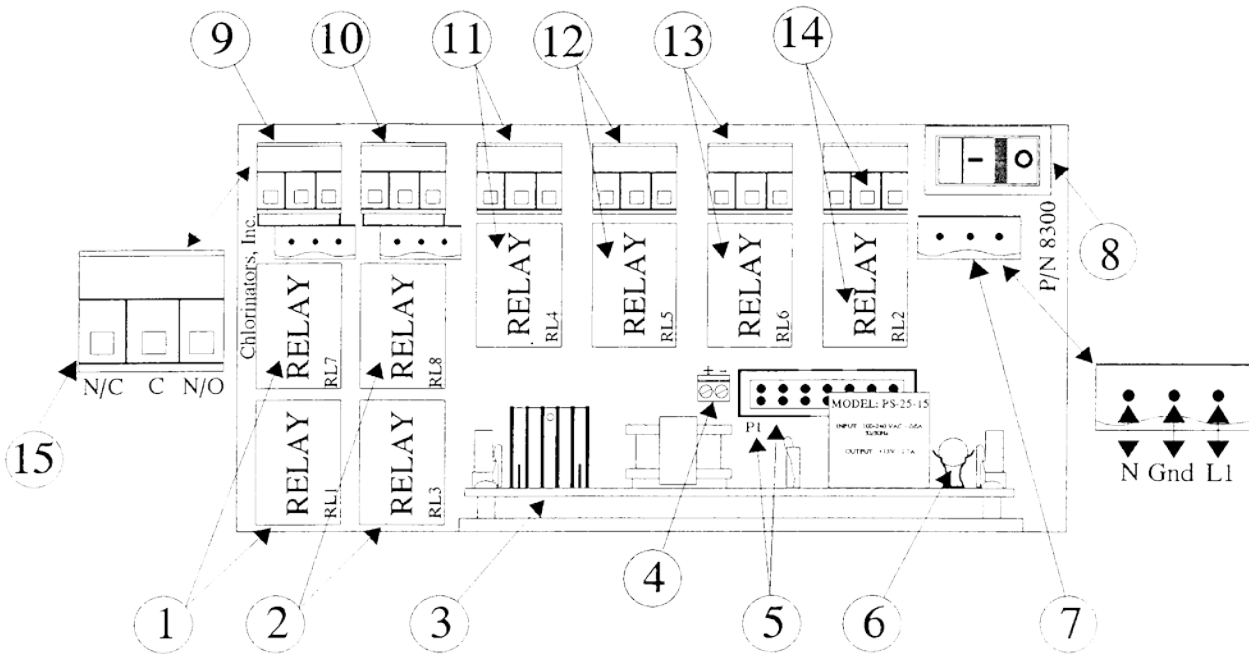 9
10
11
12
13
14
8
Chlorinators, Inc.
P/N 8300
RELAY
RL7
RELAY
RL8
RELAY
RL4
RELAY
RL5
RELAY
RL6
RELAY
RL2
N/C C N/O
15
+ -
P1
MODEL: PS-25-15
OUTPUT
RELAY
RL1
RELAY
RL3
N Gnd L1
1
2
3
4
5
6
7